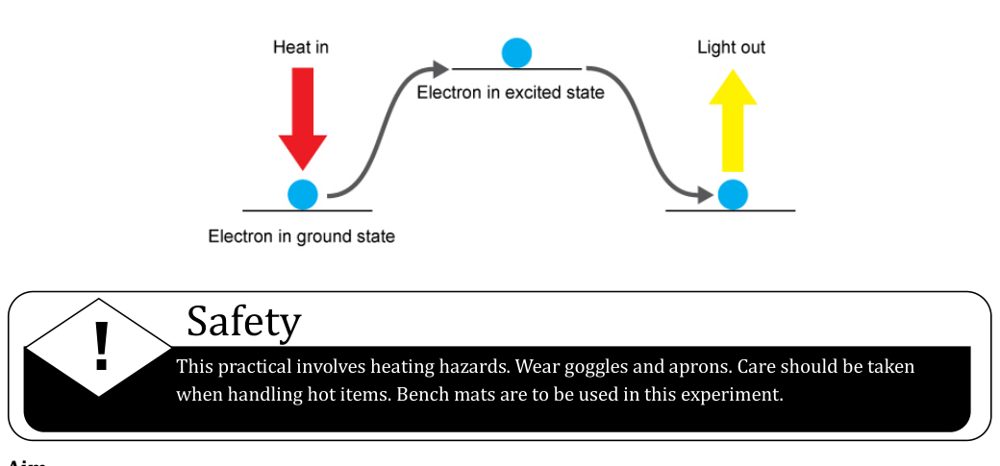 Heat in
Light out
Electron in excited state
Electron in ground state
!
Safety
This practical involves heating hazards. Wear goggles and aprons. Care should be taken
when handling hot items. Bench mats are to be used in this experiment.
Aim